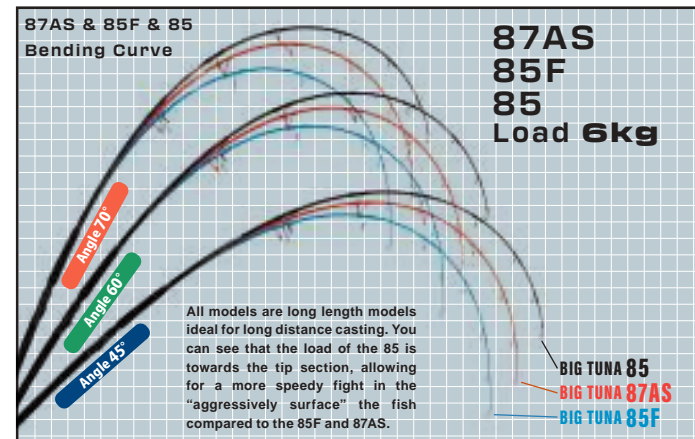 87AS & 85F & 85
Bending Curve
87AS
85F
85
Load 6kg
Angle 70°
Angle 60°
Angle 45°
All models are long length models
ideal for long distance casting. You
can see that the load of the 85 is
towards the tip section, allowing
for a more speedy fight in the
“aggressively surface” the fish
compared to the 85F and 87AS.
BIG TUNA 85
BIG TUNA 87AS
BIG TUNA 85F